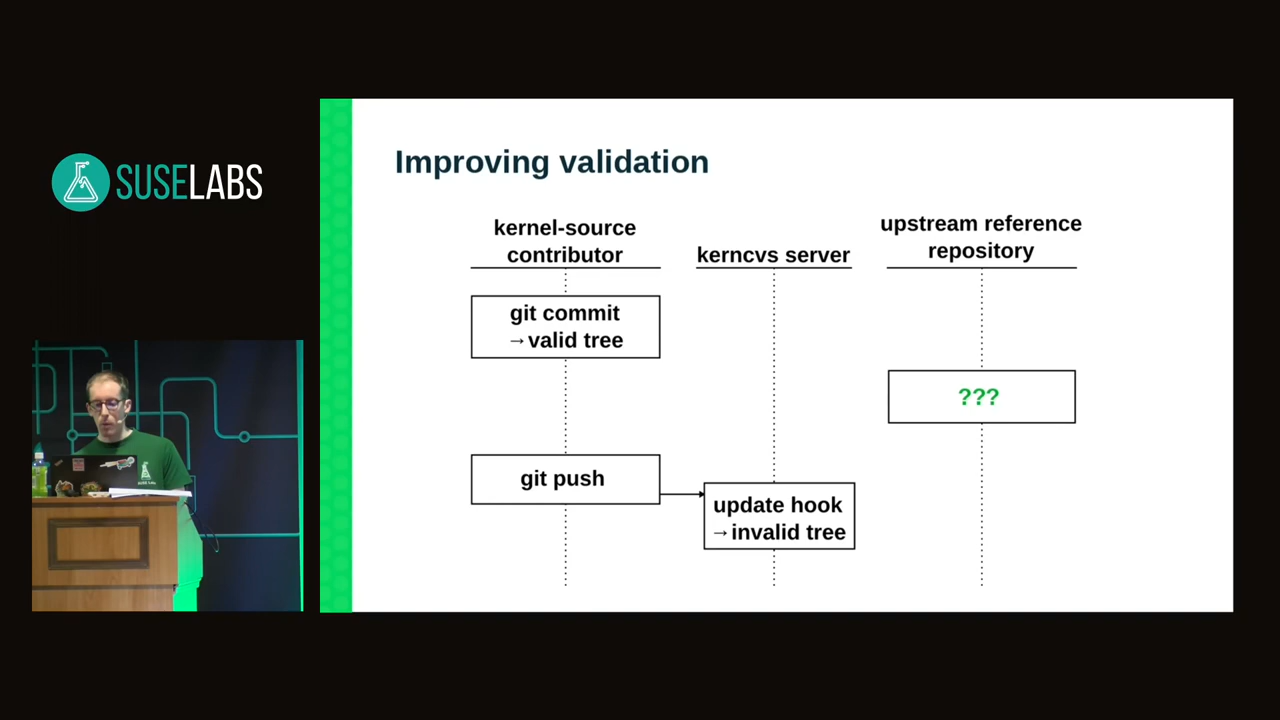 SUSELABS
Improving validation
kernel-source
contributor
kerncvs server
upstream reference
repository
git commit
→valid tree
???
git push
update hook
→invalid tree